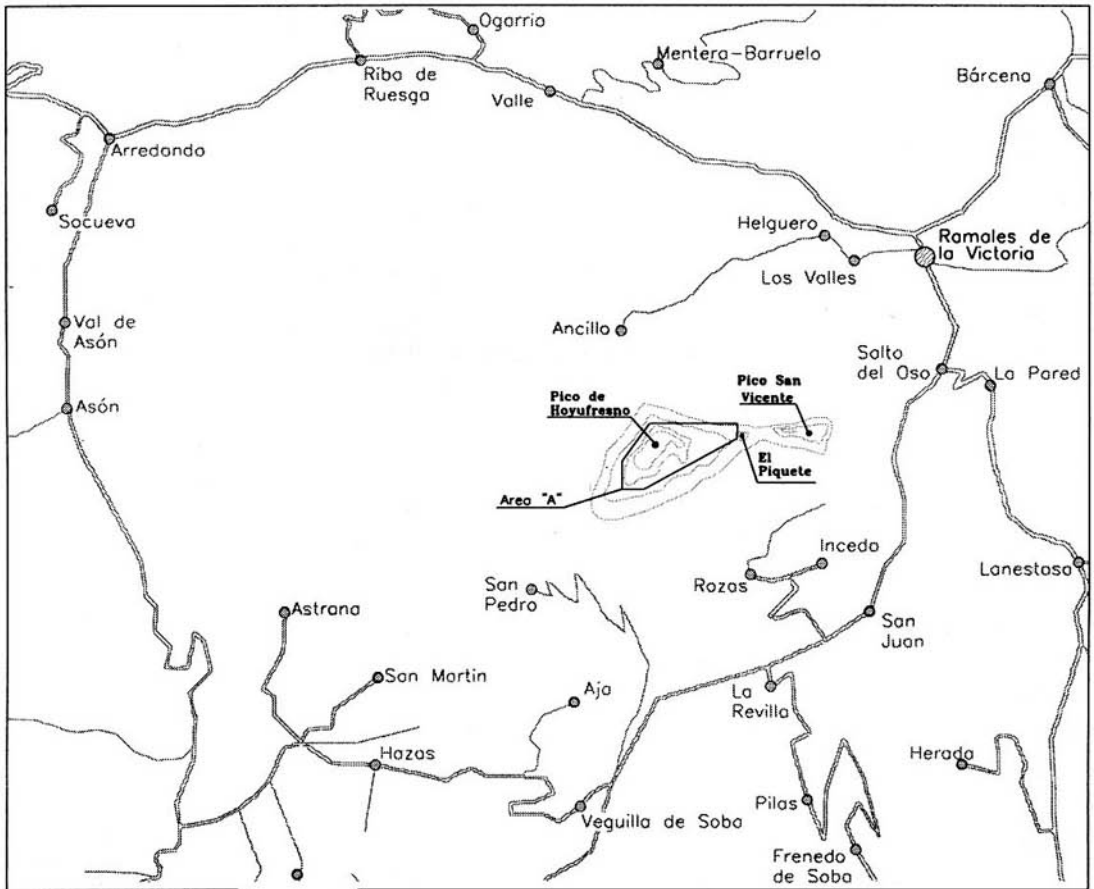 Ogarrio
Riba de
Ruesga
Mentera-Barruelo
Valle
Bárcena
Arredondo
Socueva
Helguero
Ramales de
la Victoria
Los Valles
Val de
Asón
Ancillo
Salto
del Oso
La Pared
Asón
Pico de
Hoyufresno
Pico San
Vicente
El
Piquete
Area "A"
San
Pedro
Rozas
Incedo
Lanestosa
Astrana
San
Juan
San Martin
Aja
La
Revilla
Hazas
Herada
Pilas
Veguilla de Soba
Frenedo
de Soba